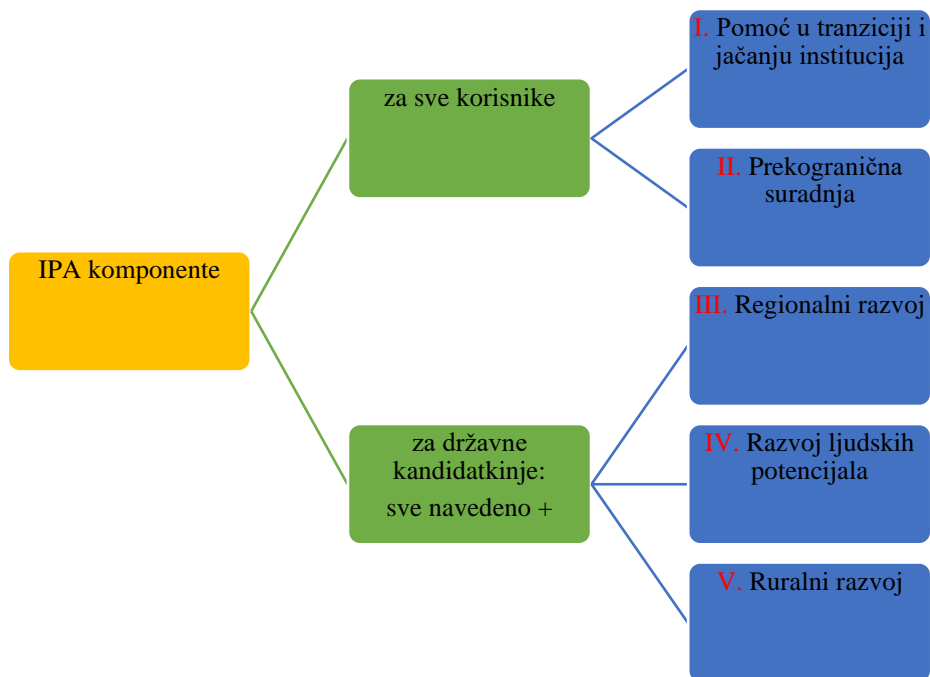 IPA komponente
za sve korisnike
I. Pomoć u tranziciji i
jačanju institucija
II. Prekogranična
suradnja
za državne
kandidatkinje:
sve navedeno +
III. Regionalni razvoj
IV. Razvoj ljudskih
potencijala
V. Ruralni razvoj